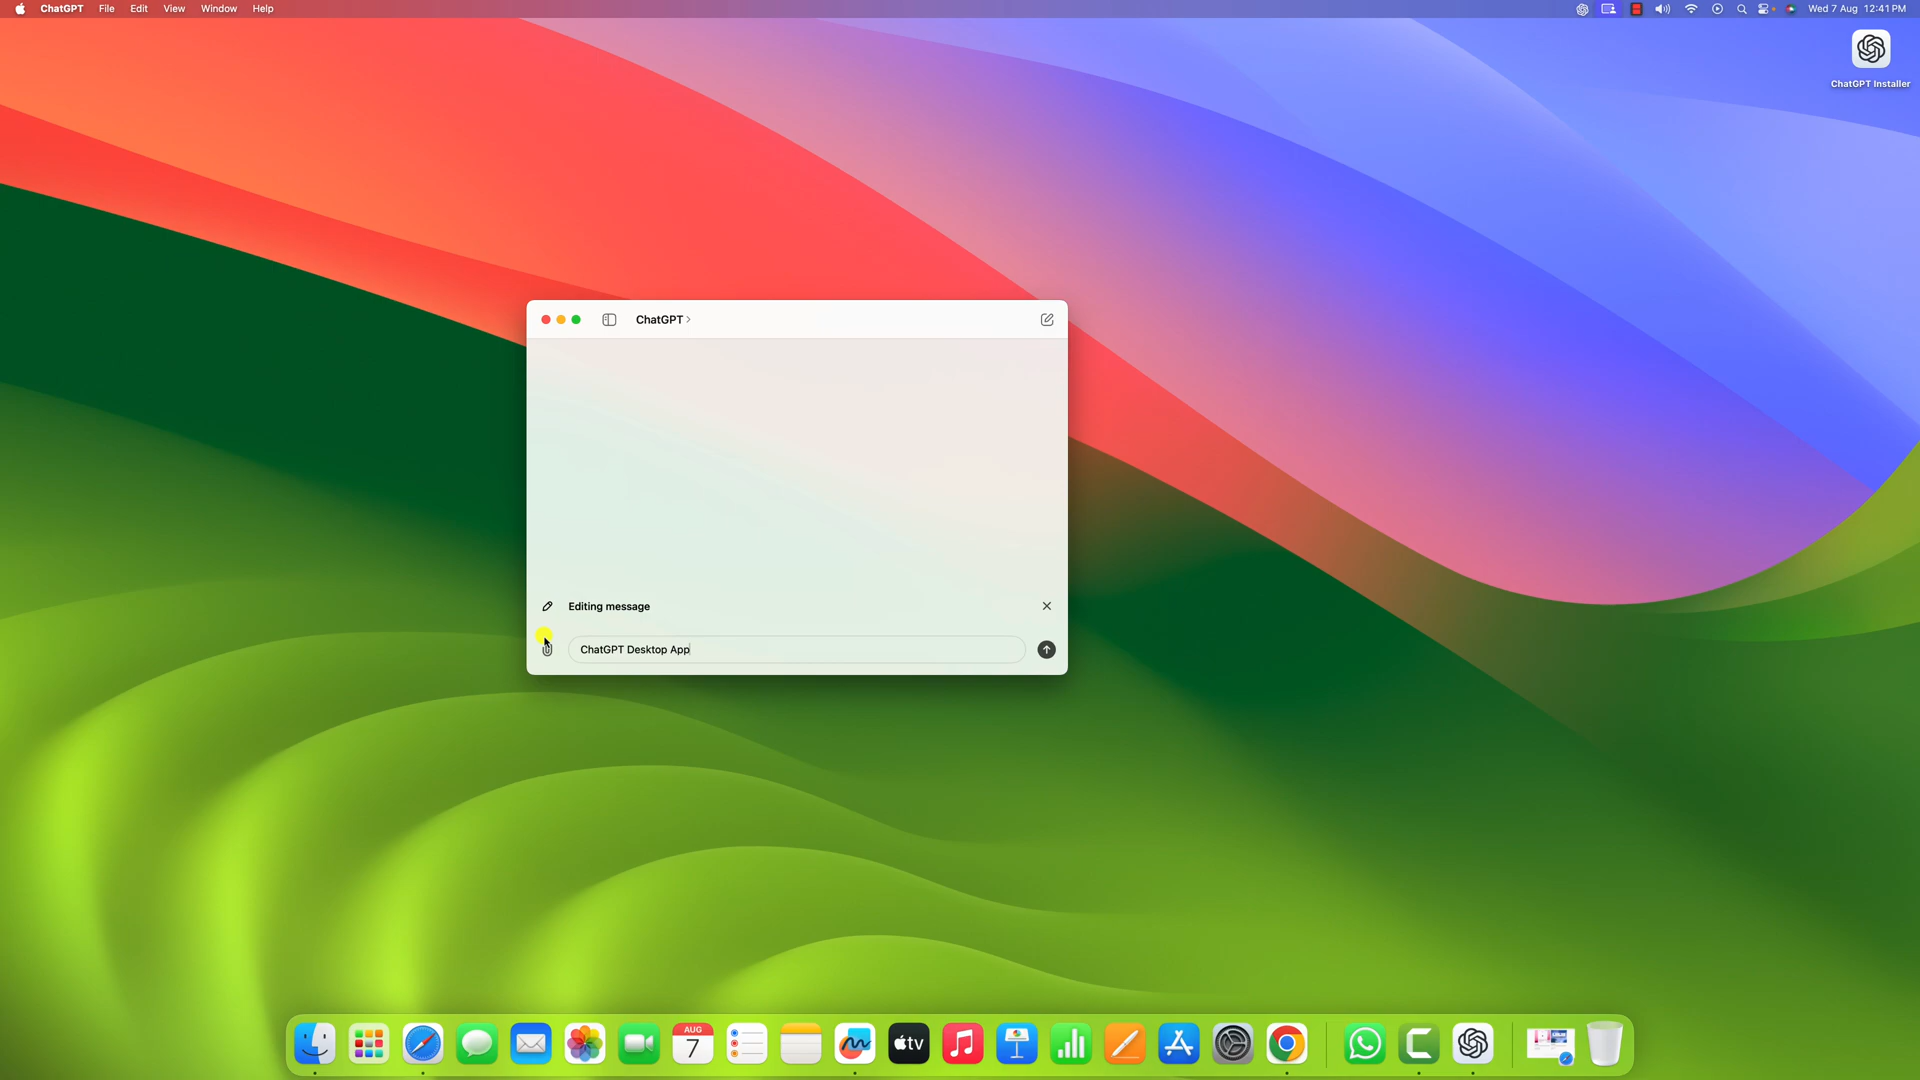 ChatGPT File Edit View Window Help Wed 7 Aug 12:41 PM
ChatGPT Installer
ChatGPT
Editing message
ChatGPT Desktop App
AUG
7
tv